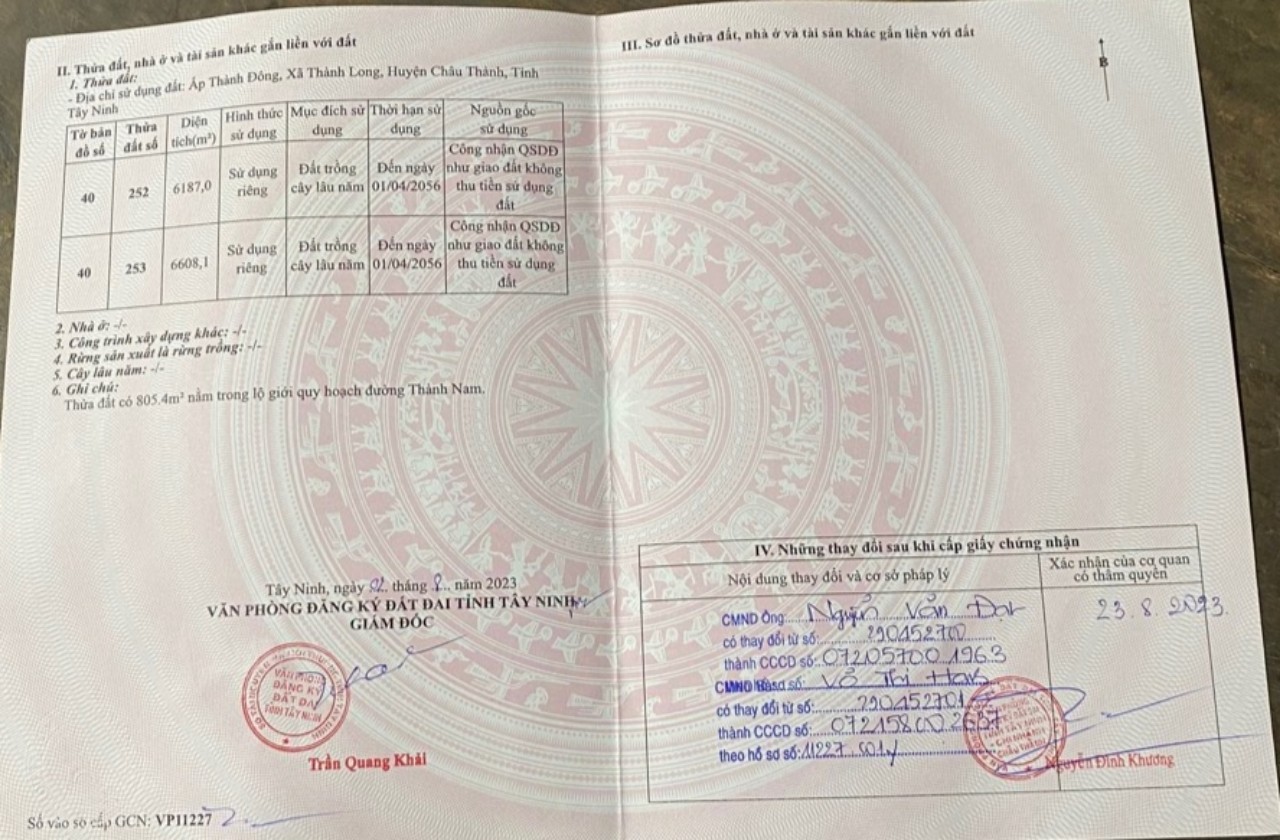 II. Thửa đất, nhà ở và tài sản khác gắn liền với đất
1. Thửa đất:
- Địa chỉ sử dụng đất: Ấp Thành Đông, Xã Thành Long, Huyện Châu Thành, Tỉnh
Tây Ninh
Tờ bản đồ số | Thửa đất số | Diện tích(m²) | Hình thức sử dụng | Mục đích sử dụng | Thời hạn sử dụng | Nguồn gốc sử dụng
40 | 252 | 6187,0 | Sử dụng riêng | Đất trồng cây lâu năm | Đến ngày 01/04/2056 | Công nhận QSDĐ như giao đất không thu tiền sử dụng đất
40 | 253 | 6608,1 | Sử dụng riêng | Đất trồng cây lâu năm | Đến ngày 01/04/2056 | Công nhận QSDĐ như giao đất không thu tiền sử dụng đất
2. Nhà ở: -/-
3. Công trình xây dựng khác: -/-
4. Rừng sản xuất là rừng trồng: -/-
5. Cây lâu năm: -/-
6. Ghi chú:
Thửa đất có 805.4m² nằm trong lộ giới quy hoạch đường Thành Nam.
Tây Ninh, ngày tháng 8 năm 2023
VĂN PHÒNG ĐĂNG KÝ ĐẤT ĐAI TỈNH TÂY NINH
GIÁM ĐỐC
VĂN PHÒNG
ĐĂNG KÝ
ĐẤT ĐAI
TỈNH TÂY NINH
Trần Quang Khải
Số vào sổ cấp GCN: VP11227
III. Sơ đồ thửa đất, nhà ở và tài sản khác gắn liền với đất
B
IV. Những thay đổi sau khi cấp giấy chứng nhận
Nội dung thay đổi và cơ sở pháp lý | Xác nhận của cơ quan có thẩm quyền
CMND Ông: Nguyễn Văn Đạt
23.8.2023.
có thay đổi từ số: 290452700
thành CCCD số: 072057001963
số: Võ Thị
có thay đổi từ số: 290452701
thành CCCD số: 072158002637
theo hồ sơ số: 11227
Nguyễn Đình Khương